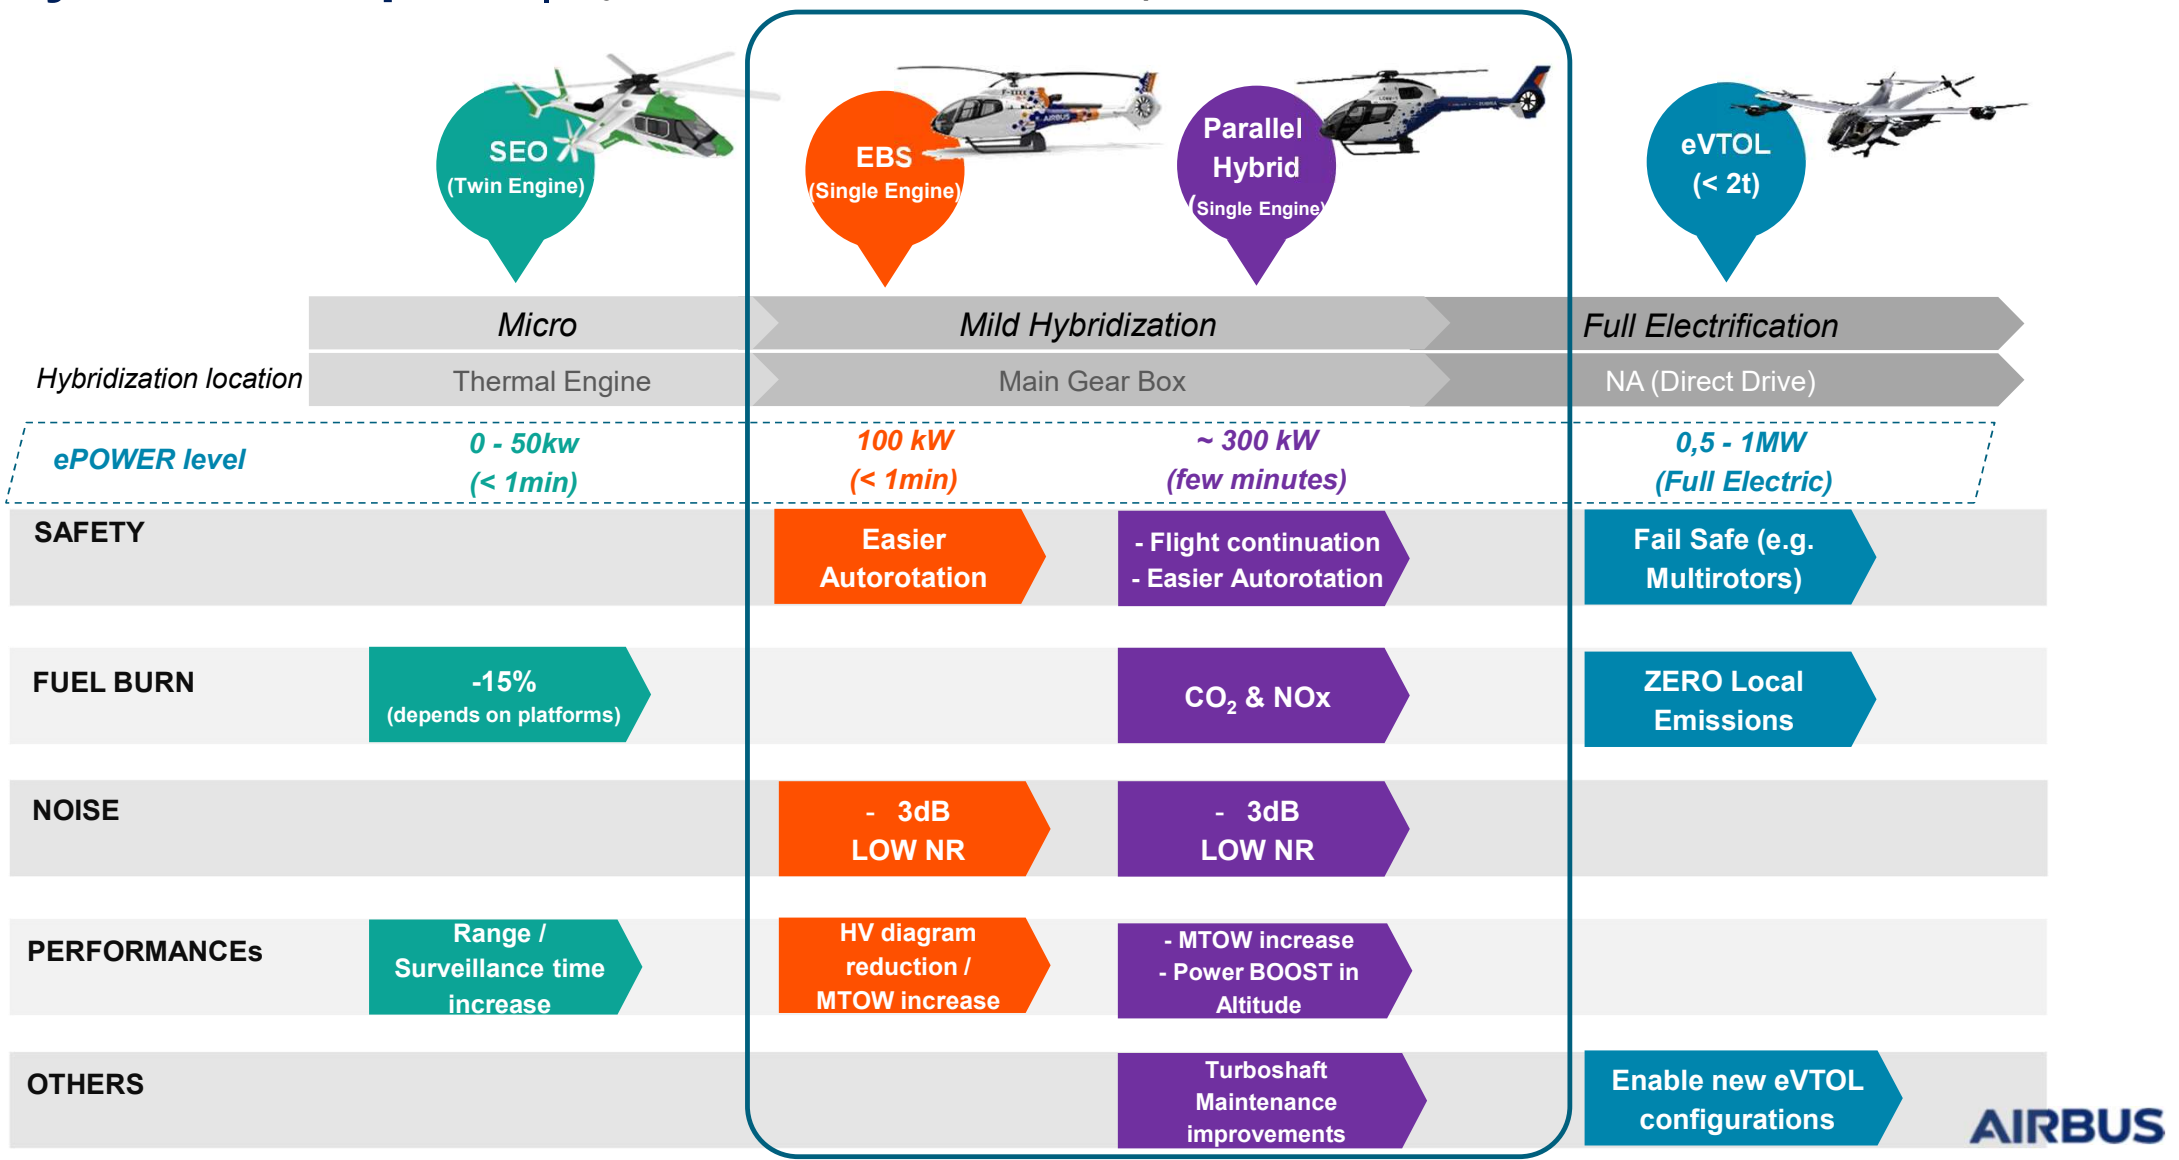 SEO
(Twin Engine)
EBS
(Single Engine)
Parallel
Hybrid
(Single Engine)
eVTOL
(< 2t)
AIRBUS
Micro
Mild Hybridization
Full Electrification
Hybridization location
Thermal Engine
Main Gear Box
NA (Direct Drive)
ePOWER level
0 - 50kw
(< 1min)
100 kW
(< 1min)
~ 300 kW
(few minutes)
0,5 - 1MW
(Full Electric)
SAFETY
Easier
Autorotation
- Flight continuation
- Easier Autorotation
Fail Safe (e.g.
Multirotors)
FUEL BURN
-15%
(depends on platforms)
CO₂ & NOx
ZERO Local
Emissions
NOISE
- 3dB
LOW NR
- 3dB
LOW NR
PERFORMANCEs
Range /
Surveillance time
increase
HV diagram
reduction /
MTOW increase
- MTOW increase
- Power BOOST in
Altitude
OTHERS
Turboshaft
Maintenance
improvements
Enable new eVTOL
configurations
AIRBUS